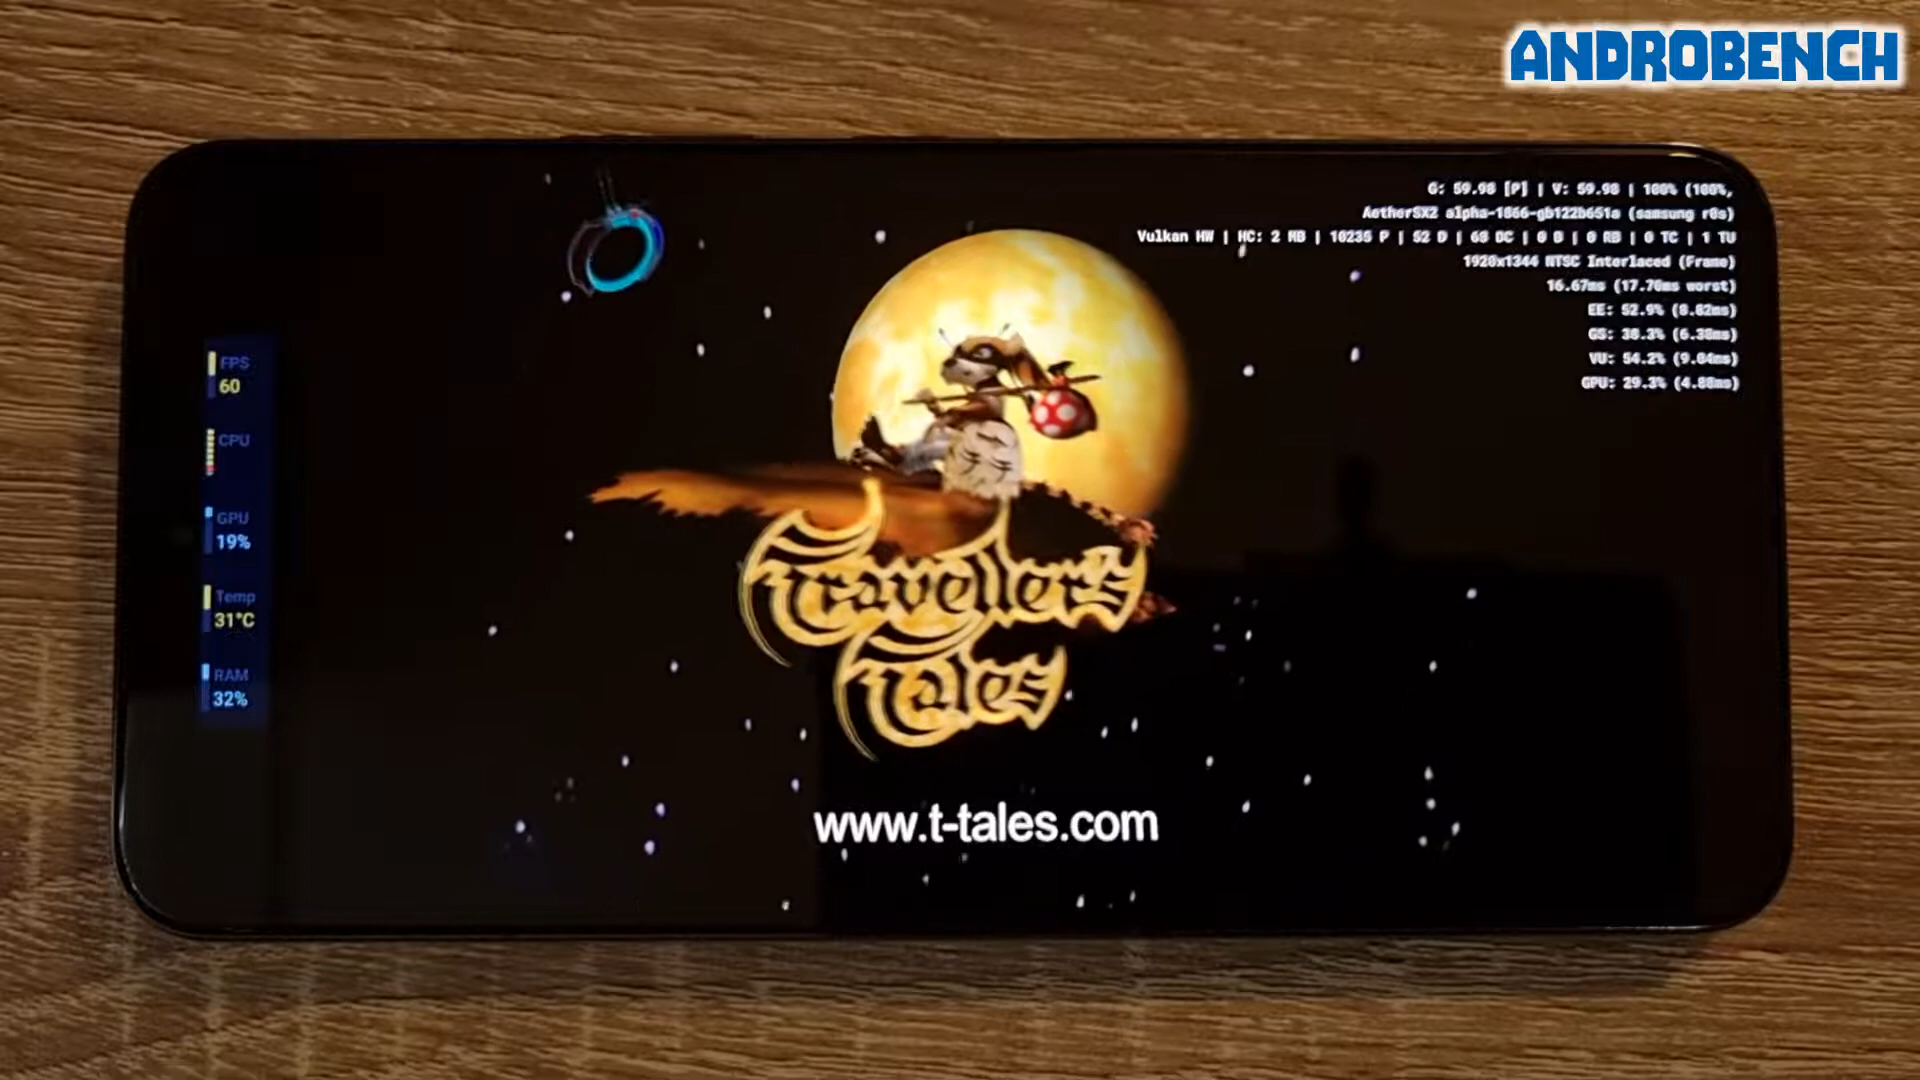 ANDROBENCH
G: 59.98 [P] | V: 59.98 | 100% (100%,
AetherSX2 alpha-1866-gb122b651a (samsung r0s)
Vulkan HW | HC: 2 MB | 10235 P | 52 D | 68 DC | 0 B | 0 RB | 0 TC | 1 TU
1920x1344 NTSC Interlaced (Frame)
16.67ms (17.70ms worst)
EE: 52.9% (8.82ms)
GS: 38.3% (6.38ms)
VU: 54.2% (9.04ms)
GPU: 29.3% (4.88ms)
FPS
60
CPU
GPU
19%
Temp
31°C
RAM
32%
Traveller's
Tales
www.t-tales.com